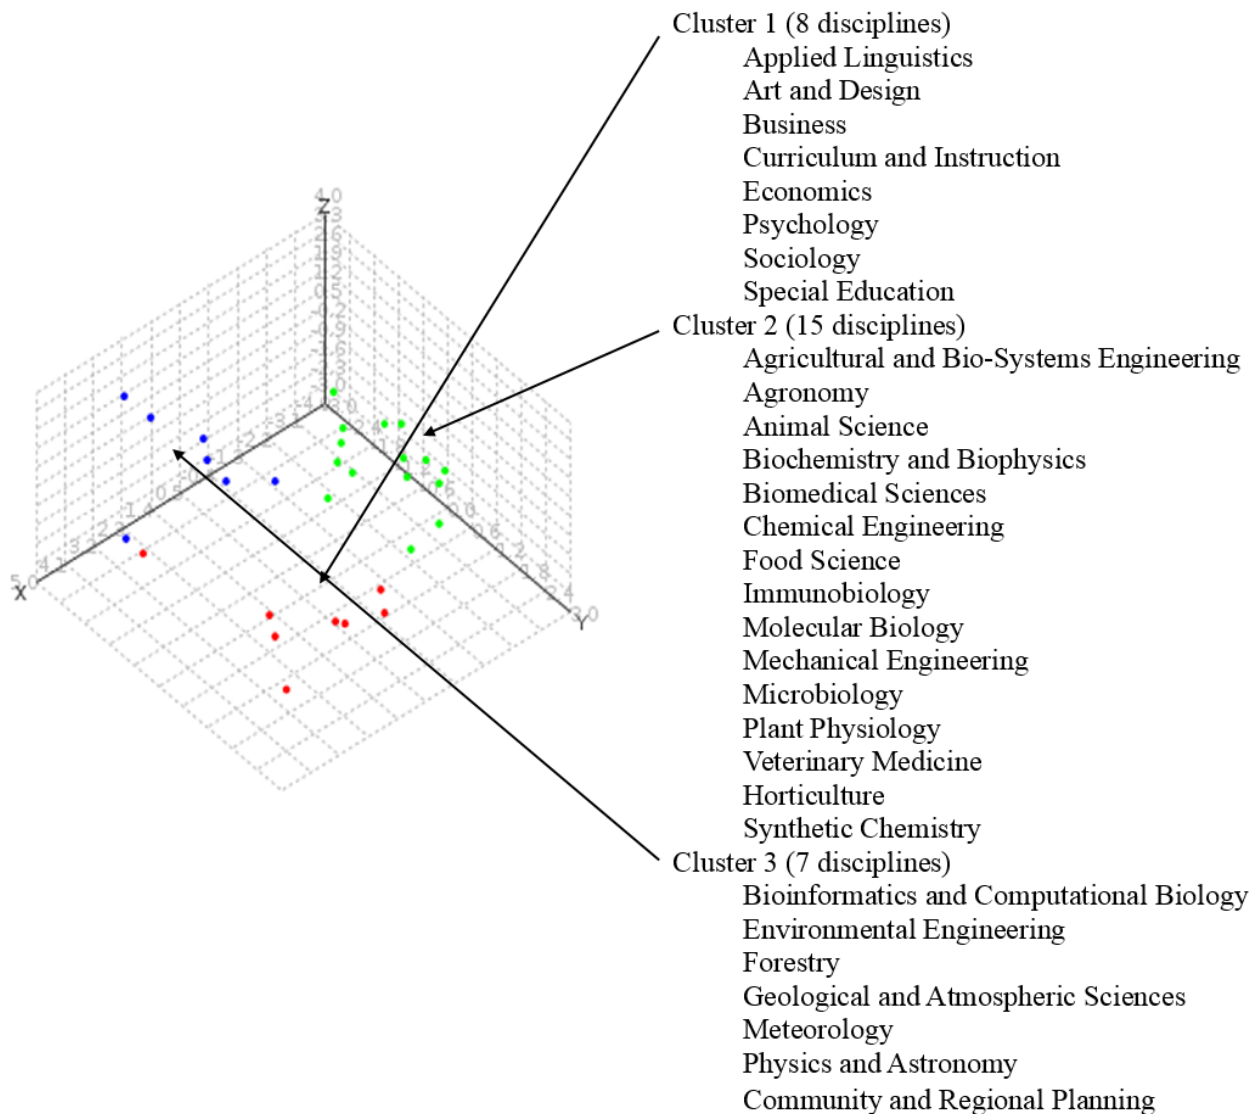 Cluster 1 (8 disciplines)
Applied Linguistics
Art and Design
Business
Curriculum and Instruction
Economics
Psychology
Sociology
Special Education
Cluster 2 (15 disciplines)
Agricultural and Bio-Systems Engineering
Agronomy
Animal Science
Biochemistry and Biophysics
Biomedical Sciences
Chemical Engineering
Food Science
Immunobiology
Molecular Biology
Mechanical Engineering
Microbiology
Plant Physiology
Veterinary Medicine
Horticulture
Synthetic Chemistry
Cluster 3 (7 disciplines)
Bioinformatics and Computational Biology
Environmental Engineering
Forestry
Geological and Atmospheric Sciences
Meteorology
Physics and Astronomy
Community and Regional Planning
4.0
Z
X
Y